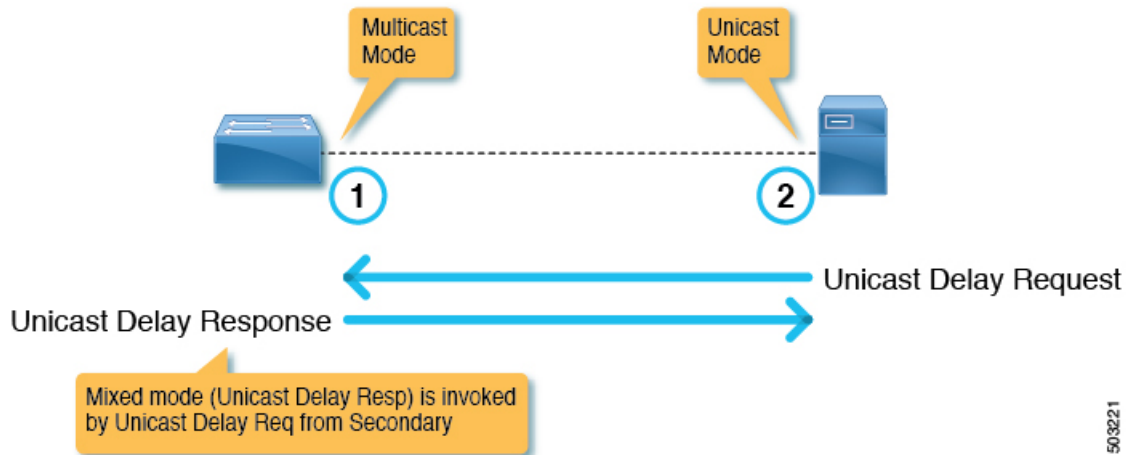 Multicast
Mode
Unicast
Mode
1
2
Unicast Delay Request
Unicast Delay Response
Mixed mode (Unicast Delay Resp) is invoked
by Unicast Delay Req from Secondary
503221